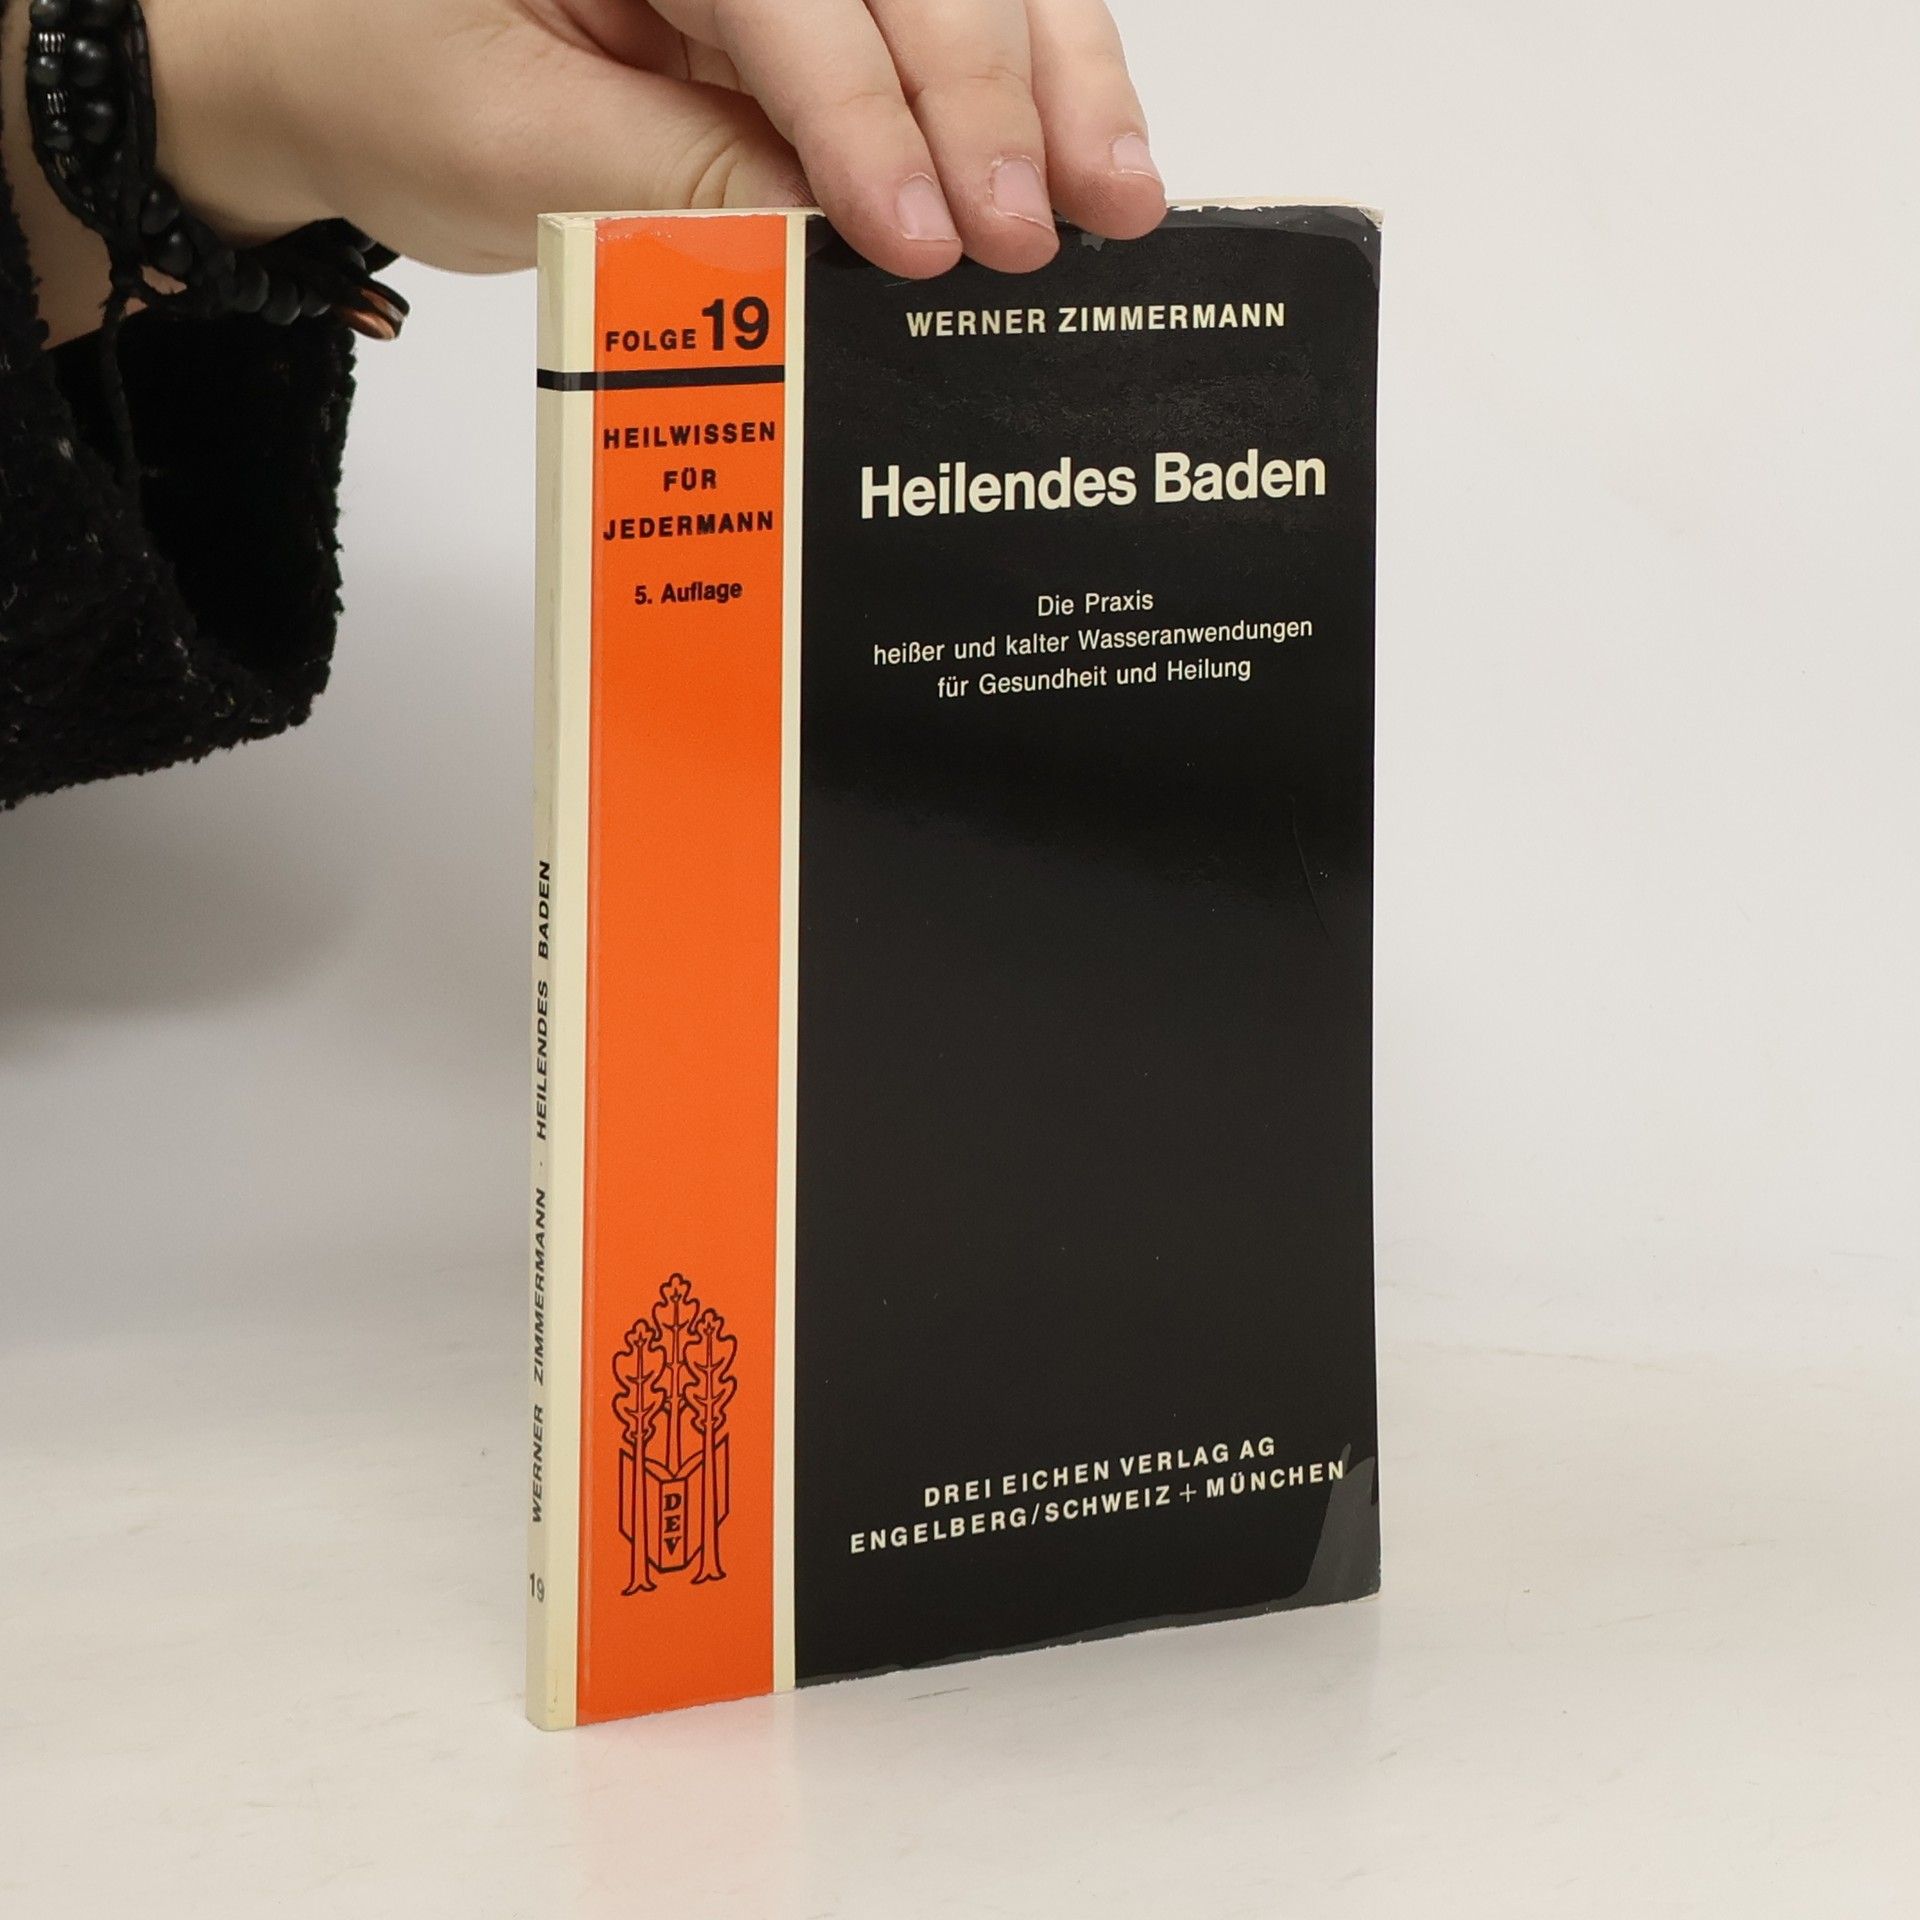 FOLGE 19
HEILWISSEN
FÜR
JEDERMANN
5. Auflage
DEV
WERNER ZIMMERMANN
Heilendes Baden
Die Praxis
heißer und kalter Wasseranwendungen
für Gesundheit und Heilung
DREI EICHEN VERLAG AG
ENGELBERG/SCHWEIZ + MÜNCHEN
19 WERNER ZIMMERMANN · HEILENDES BADEN